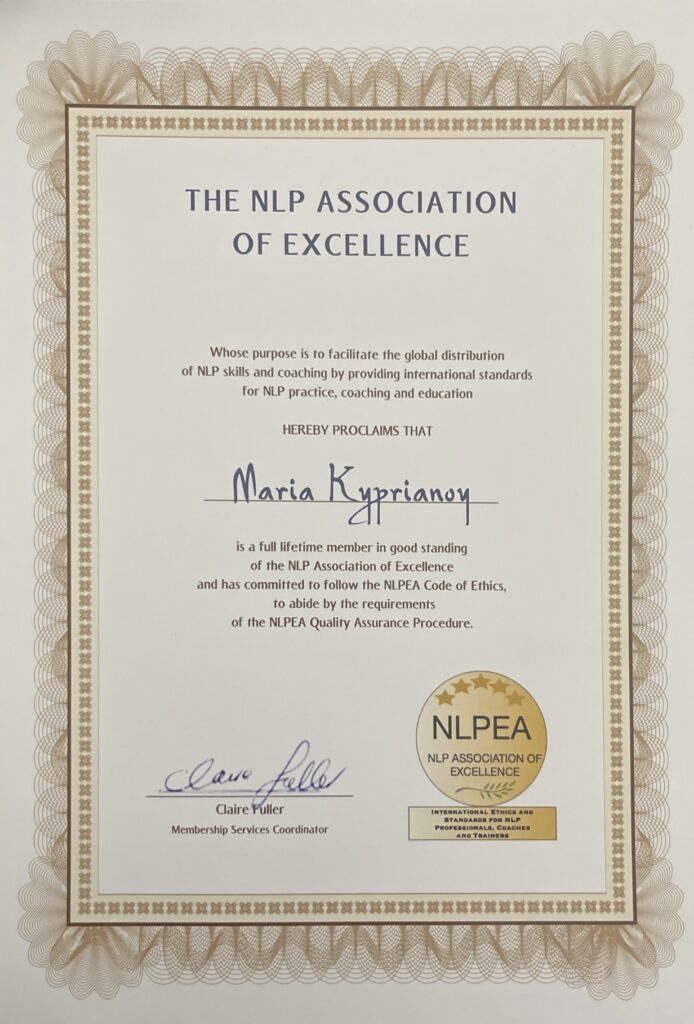 THE NLP ASSOCIATION
OF EXCELLENCE
Whose purpose is to facilitate the global distribution
of NLP skills and coaching by providing international standards
for NLP practice, coaching and education
HEREBY PROCLAIMS THAT
Maria Kyprianoy
is a full lifetime member in good standing
of the NLP Association of Excellence
and has committed to follow the NLPEA Code of Ethics,
to abide by the requirements
of the NLPEA Quality Assurance Procedure.
Claire Fuller
Claire Fuller
Membership Services Coordinator
NLPEA
NLP ASSOCIATION OF
EXCELLENCE
INTERNATIONAL ETHICS AND
STANDARDS FOR NLP
PROFESSIONALS, COACHES
AND TRAINERS